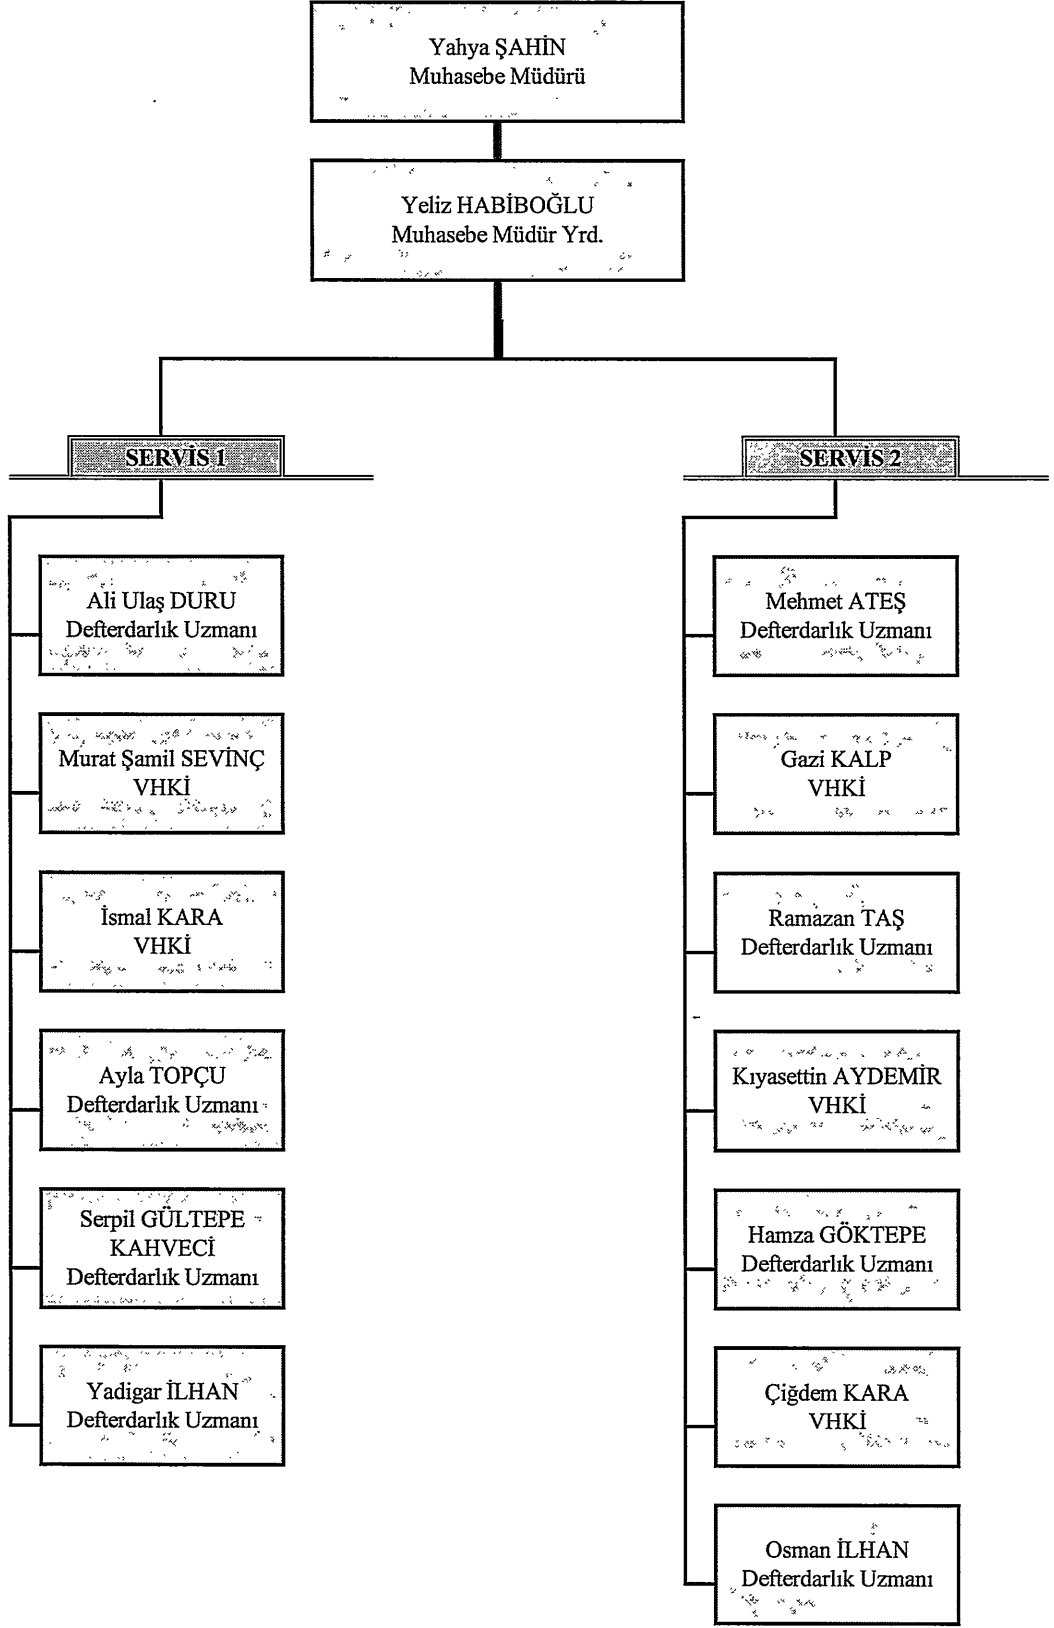 Yahya ŞAHİN
Muhasebe Müdürü
Yeliz HABİBOĞLU
Muhasebe Müdür Yrd.
SERVİS 1
Ali Ulaş DURU
Defterdarlık Uzmanı
Murat Şamil SEVİNÇ
VHKİ
İsmal KARA
VHKİ
Ayla TOPÇU
Defterdarlık Uzmanı
Serpil GÜLTEPE
KAHVECİ
Defterdarlık Uzmanı
Yadigar İLHAN
Defterdarlık Uzmanı
SERVİS 2
Mehmet ATEŞ
Defterdarlık Uzmanı
Gazi KALP
VHKİ
Ramazan TAŞ
Defterdarlık Uzmanı
Kıyasettin AYDEMİR
VHKİ
Hamza GÖKTEPE
Defterdarlık Uzmanı
Çiğdem KARA
VHKİ
Osman İLHAN
Defterdarlık Uzmanı